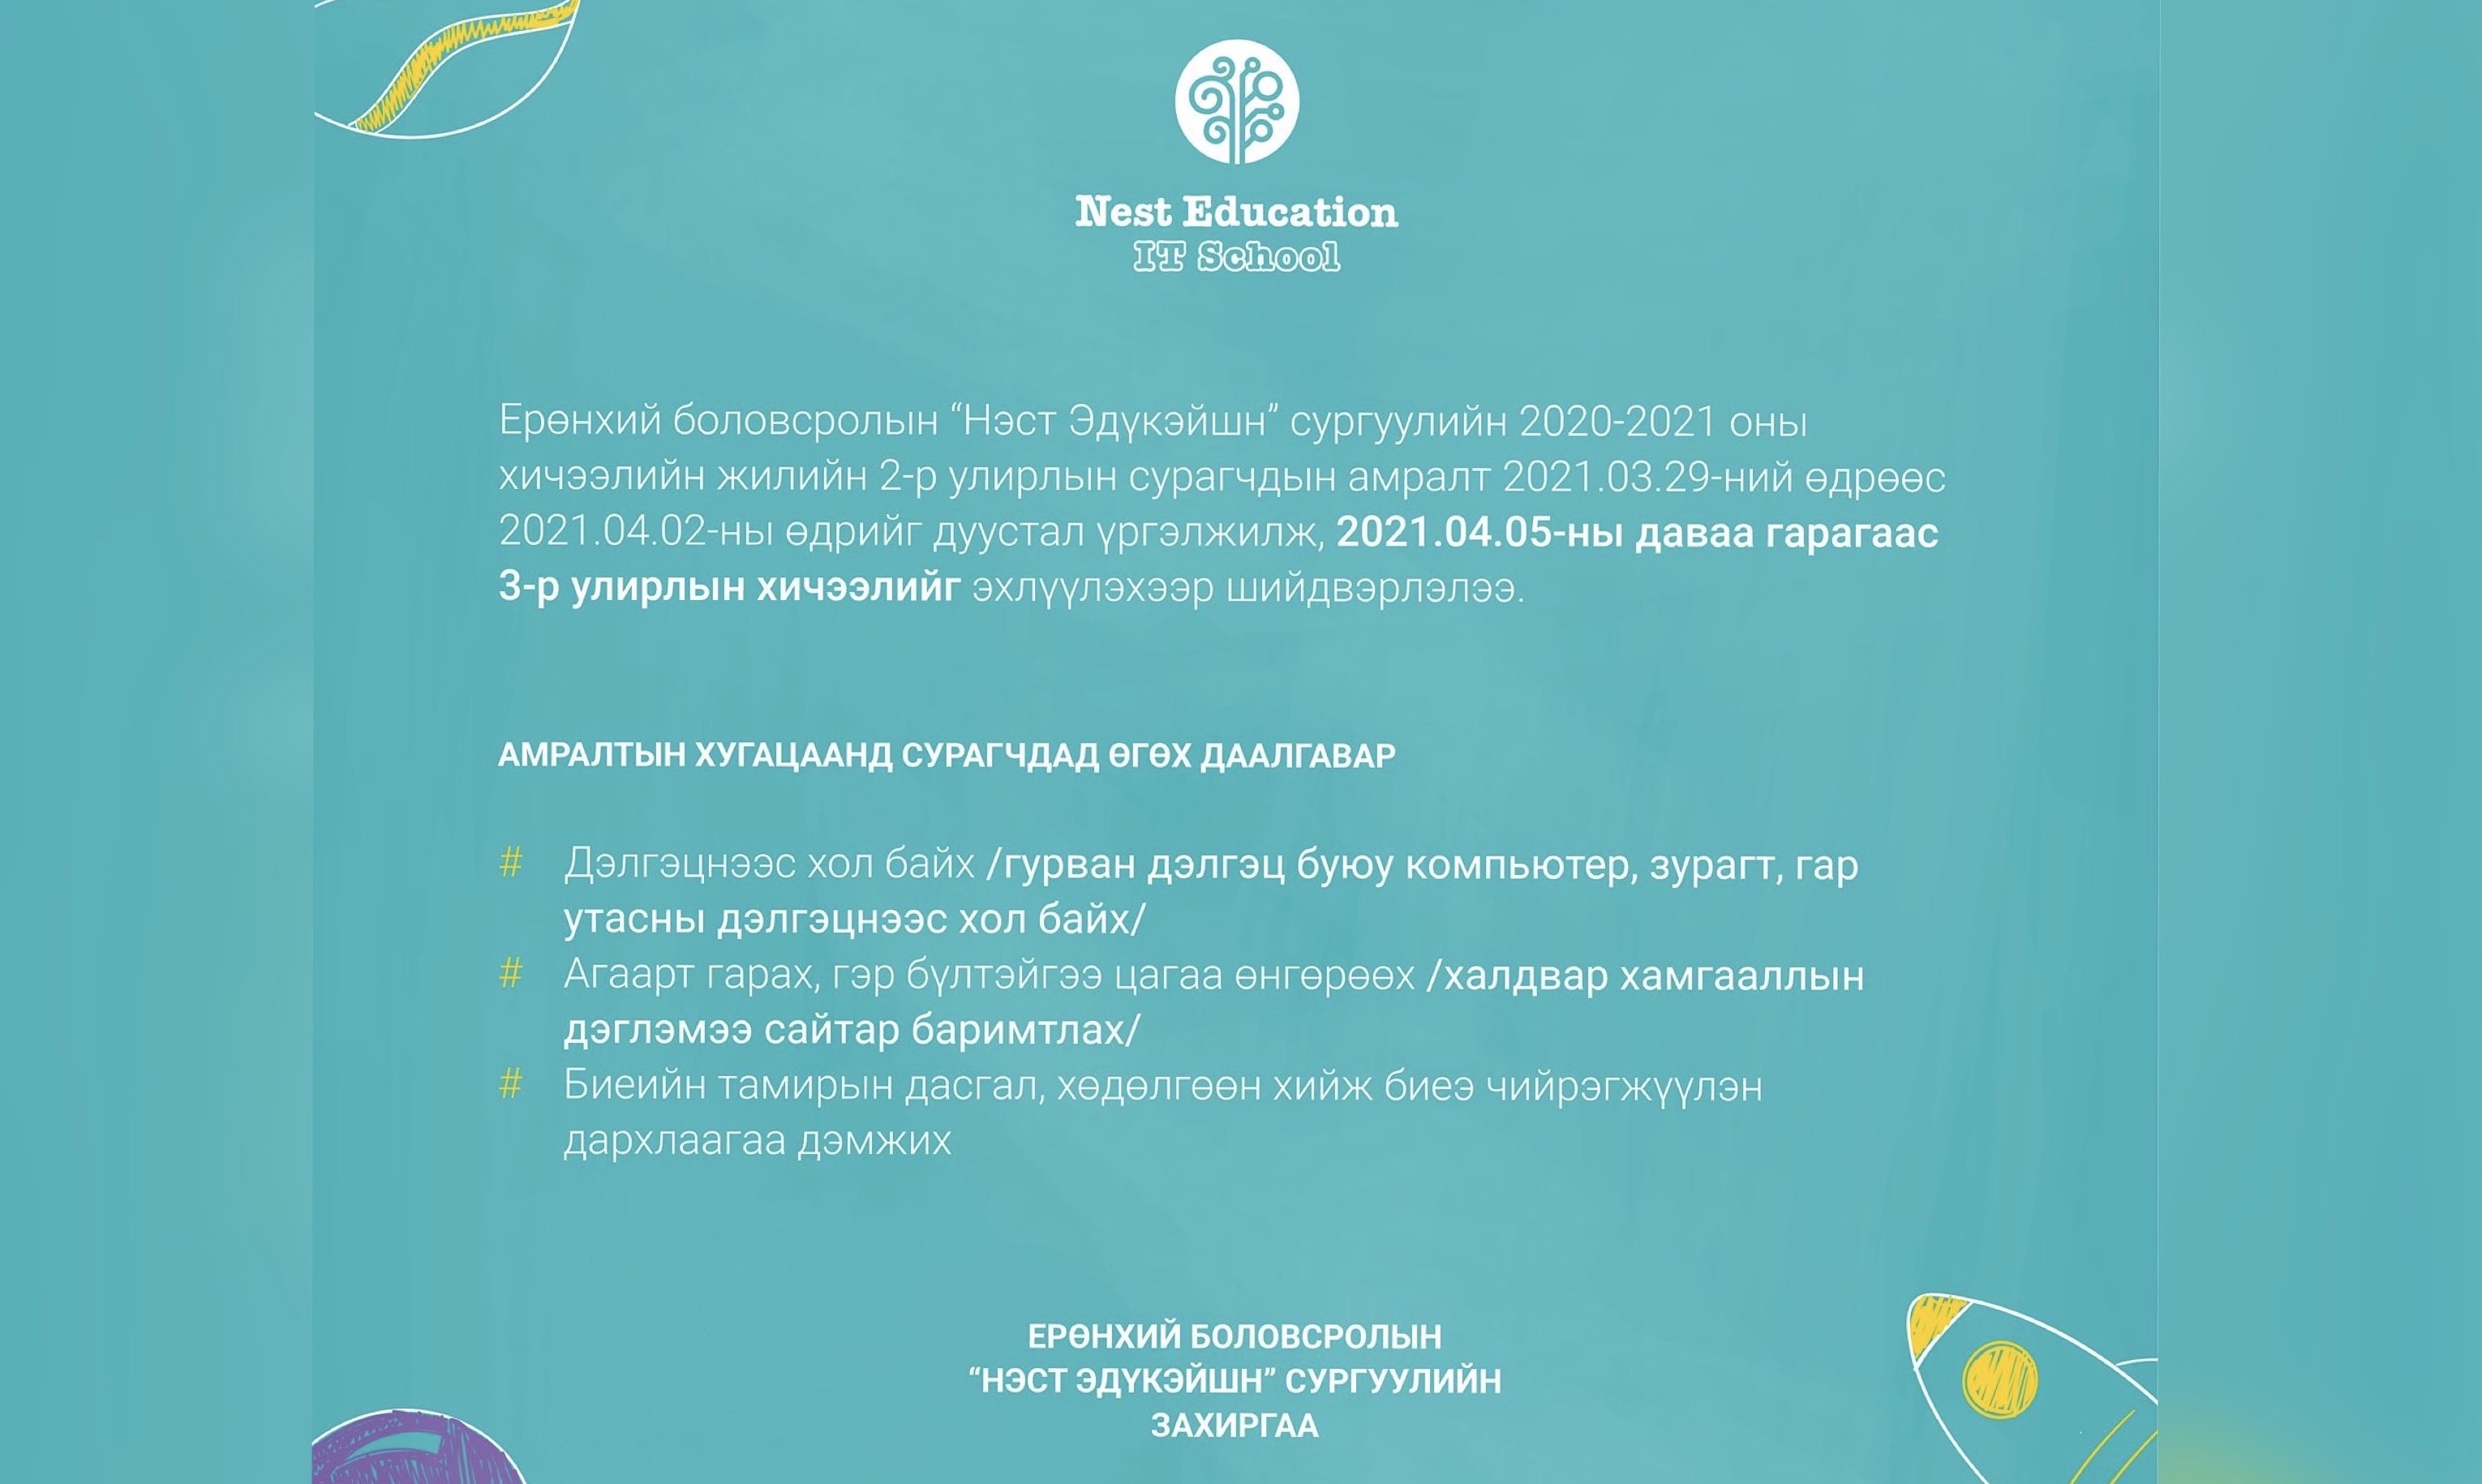 Nest Education
IT School
Ерөнхий боловсролын “Нэст Эдүкэйшн” сургуулийн 2020-2021 оны
хичээлийн жилийн 2-р улирлын сурагчдын амралт 2021.03.29-ний өдрөөс
2021.04.02-ны өдрийг дуустал үргэлжилж, 2021.04.05-ны даваа гарагаас
3-р улирлын хичээлийг эхлүүлэхээр шийдвэрлэлээ.
АМРАЛТЫН ХУГАЦААНД СУРАГЧДАД ӨГӨХ ДААЛГАВАР
# Дэлгэцнээс хол байх /гурван дэлгэц буюу компьютер, зурагт, гар
утасны дэлгэцнээс хол байх/
# Агаарт гарах, гэр бүлтэйгээ цагаа өнгөрөөх /халдвар хамгааллын
дэглэмээ сайтар баримтлах/
# Биеийн тамирын дасгал, хөдөлгөөн хийж биеэ чийрэгжүүлэн
дархлаагаа дэмжих
ЕРӨНХИЙ БОЛОВСРОЛЫН
“НЭСТ ЭДҮКЭЙШН” СУРГУУЛИЙН
ЗАХИРГАА